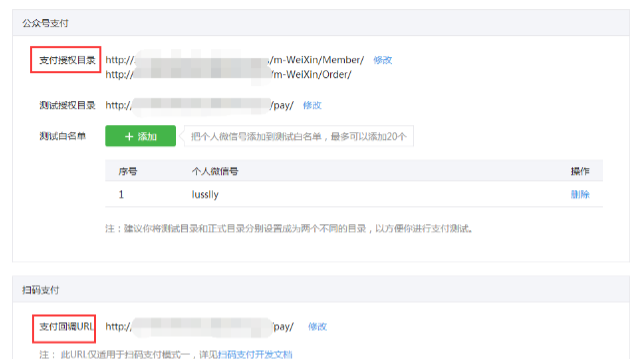 公众号支付
支付授权目录 http://	/m-WeiXin/Member/ 修改
http://	/m-WeiXin/Order/
测试授权目录 http://	/pay/ 修改
测试白名单 + 添加 把个人微信号添加到测试白名单，最多可以添加20个
序号 个人微信号 操作
1 lusslly 删除
注：建议你将测试目录和正式目录分别设置成为两个不同的目录，以方便你进行支付测试。
扫码支付
支付回调URL http://	/pay/ 修改
注： 此URL仅适用于扫码支付模式一，详见扫码支付开发文档